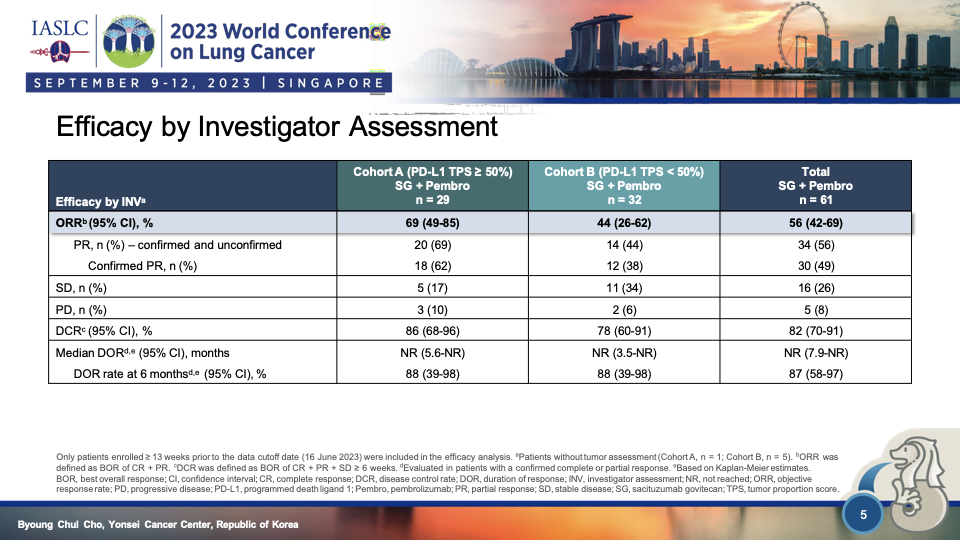 IASLC
2023 World Conference
on Lung Cancer
SEPTEMBER 9-12, 2023 | SINGAPORE
Efficacy by Investigator Assessment
Efficacy by INVᵃ
Cohort A (PD-L1 TPS ≥ 50%)
SG + Pembro
n = 29
Cohort B (PD-L1 TPS < 50%)
SG + Pembro
n = 32
Total
SG + Pembro
n = 61
ORRᵇ (95% CI), % 69 (49-85) 44 (26-62) 56 (42-69)
PR, n (%) – confirmed and unconfirmed 20 (69) 14 (44) 34 (56)
Confirmed PR, n (%) 18 (62) 12 (38) 30 (49)
SD, n (%) 5 (17) 11 (34) 16 (26)
PD, n (%) 3 (10) 2 (6) 5 (8)
DCRᶜ (95% CI), % 86 (68-96) 78 (60-91) 82 (70-91)
Median DORᵈ,ᵉ (95% CI), months NR (5.6-NR) NR (3.5-NR) NR (7.9-NR)
DOR rate at 6 monthsᵈ,ᵉ (95% CI), % 88 (39-98) 88 (39-98) 87 (58-97)
Only patients enrolled ≥ 13 weeks prior to the data cutoff date (16 June 2023) were included in the efficacy analysis. ᵃPatients without tumor assessment (Cohort A, n = 1; Cohort B, n = 5). ᵇORR was
defined as BOR of CR + PR. ᶜDCR was defined as BOR of CR + PR + SD ≥ 6 weeks. ᵈEvaluated in patients with a confirmed complete or partial response. ᵉBased on Kaplan-Meier estimates.
BOR, best overall response; CI, confidence interval; CR, complete response; DCR, disease control rate; DOR, duration of response; INV, investigator assessment; NR, not reached; ORR, objective
response rate; PD, progressive disease; PD-L1, programmed death ligand 1; Pembro, pembrolizumab; PR, partial response; SD, stable disease; SG, sacituzumab govitecan; TPS, tumor proportion score.
Byoung Chul Cho, Yonsei Cancer Center, Republic of Korea
5